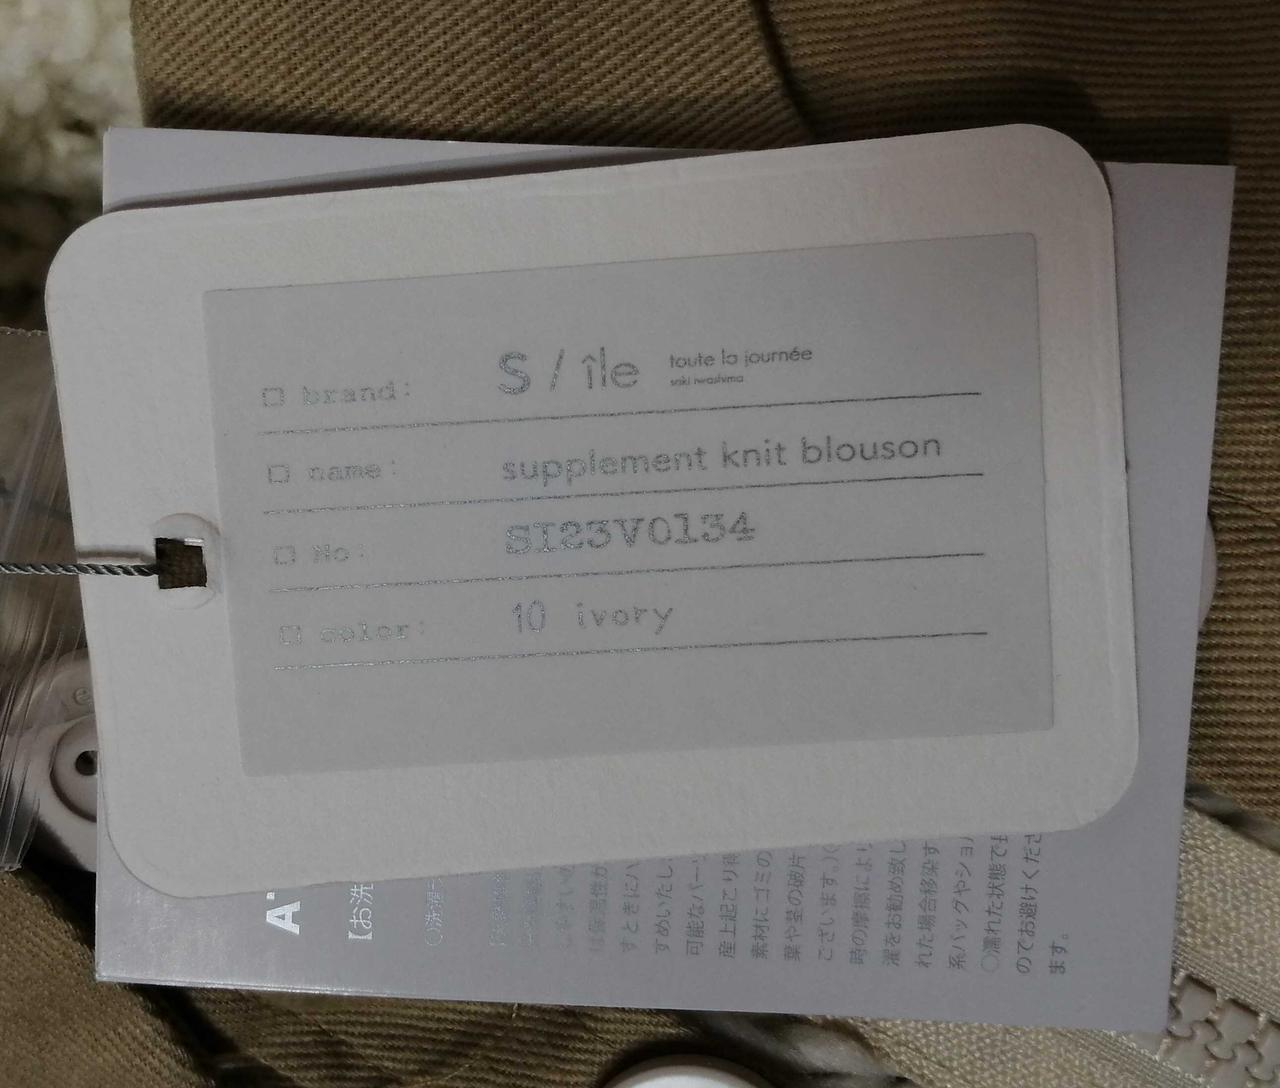 brand: S / île toute la journée
saki iwashima
name: supplement knit blouson
No: SI23V0134
color: 10 ivory
A
【お洗
○洗濯
すときにハ
すめいたし
可能なパー
産上起こり得
素材にゴミの
葉や茎の破片
ございます。)
時の摩擦により
濯をお勧め致し
れた場合移染す
系バッグやショ
○濡れた状態で
のでお避けくださ
ます。